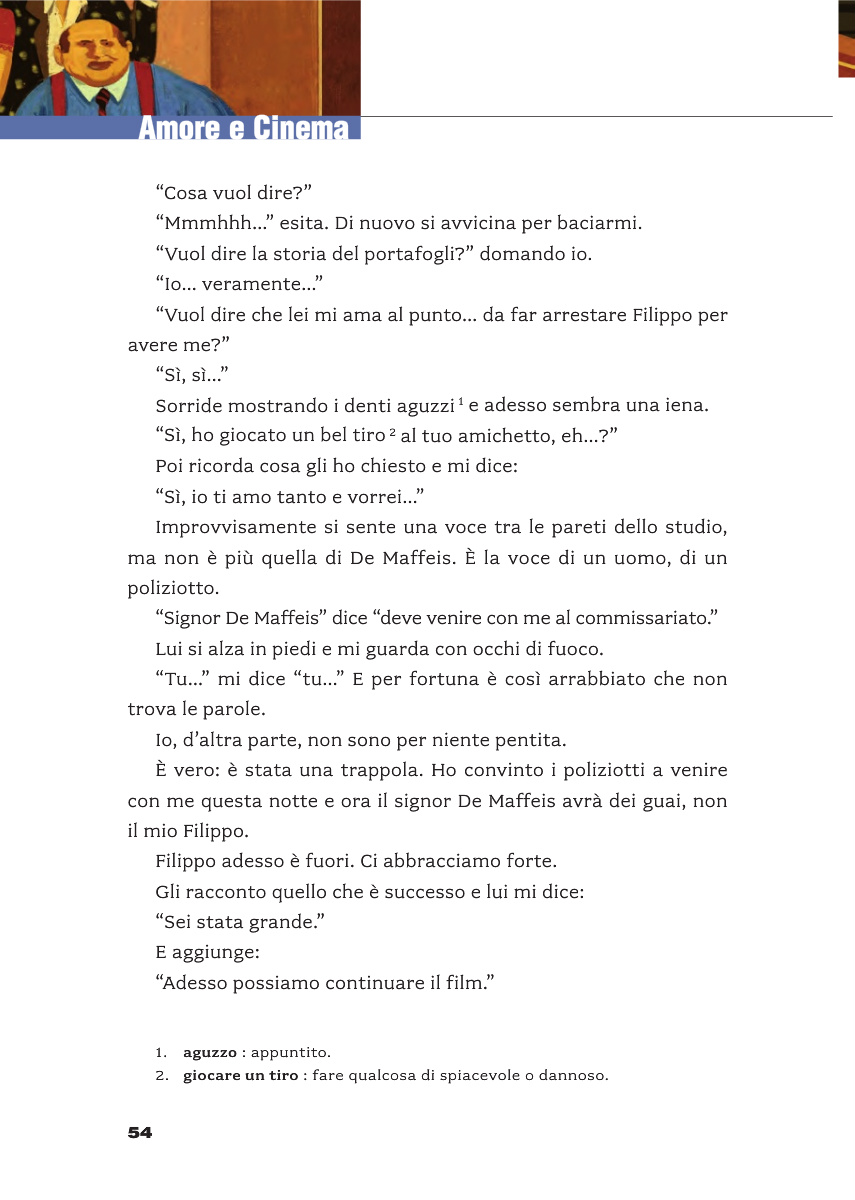 Amore e Cinema
“Cosa vuol dire?”
“Mmmhhh...” esita. Di nuovo si avvicina per baciarmi.
“Vuol dire la storia del portafogli?” domando io.
“Io... veramente...”
“Vuol dire che lei mi ama al punto... da far arrestare Filippo per
avere me?”
“Sì, sì...”
Sorride mostrando i denti aguzzi 1 e adesso sembra una iena.
“Sì, ho giocato un bel tiro 2 al tuo amichetto, eh...?”
Poi ricorda cosa gli ho chiesto e mi dice:
“Sì, io ti amo tanto e vorrei...”
Improvvisamente si sente una voce tra le pareti dello studio,
ma non è più quella di De Maffeis. È la voce di un uomo, di un
poliziotto.
“Signor De Maffeis” dice “deve venire con me al commissariato.”
Lui si alza in piedi e mi guarda con occhi di fuoco.
“Tu...” mi dice “tu...” E per fortuna è così arrabbiato che non
trova le parole.
Io, d’altra parte, non sono per niente pentita.
È vero: è stata una trappola. Ho convinto i poliziotti a venire
con me questa notte e ora il signor De Maffeis avrà dei guai, non
il mio Filippo.
Filippo adesso è fuori. Ci abbracciamo forte.
Gli racconto quello che è successo e lui mi dice:
“Sei stata grande.”
E aggiunge:
“Adesso possiamo continuare il film.”
1. aguzzo : appuntito.
2. giocare un tiro : fare qualcosa di spiacevole o dannoso.
54